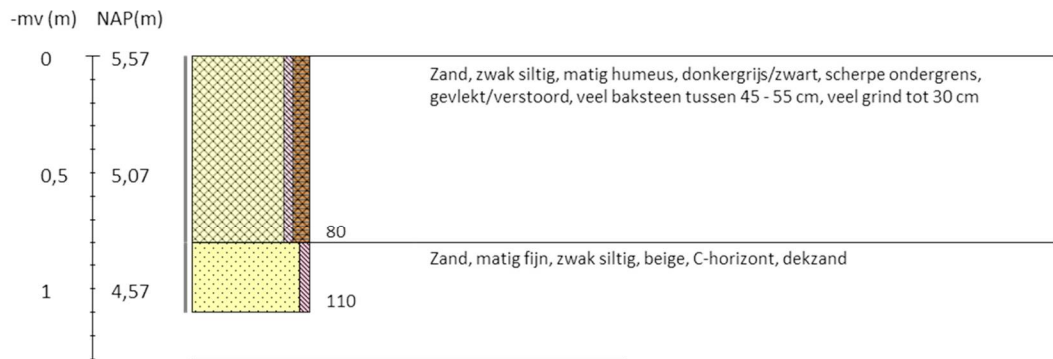 -mv (m) NAP(m)
0 5,57
Zand, zwak siltig, matig humeus, donkergrijs/zwart, scherpe ondergrens,
gevlekt/verstoord, veel baksteen tussen 45 - 55 cm, veel grind tot 30 cm
0,5 5,07
80
Zand, matig fijn, zwak siltig, beige, C-horizont, dekzand
1 4,57 110